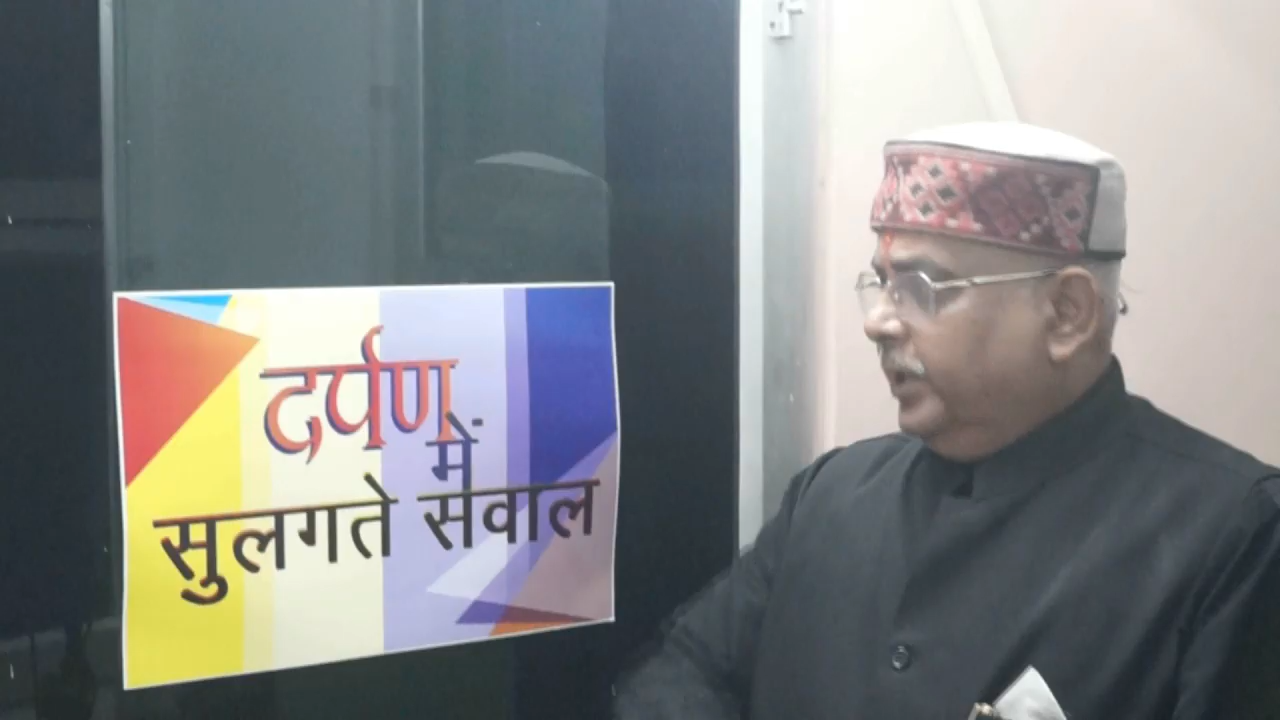 दर्पण
में
सुलगते सवाल